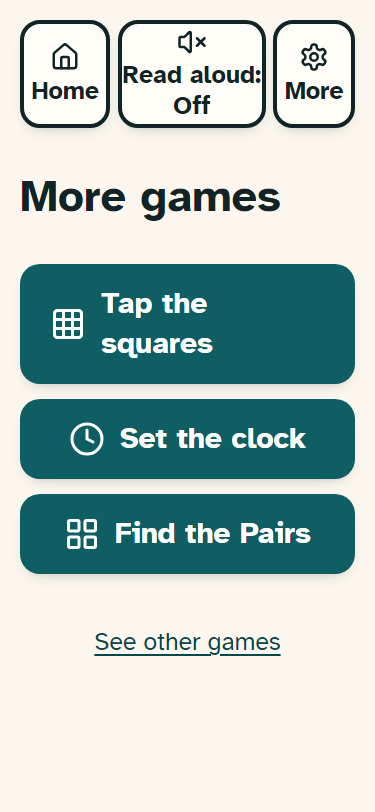 Home
Read aloud:
Off
More
More games
Tap the
squares
Set the clock
Find the Pairs
See other games